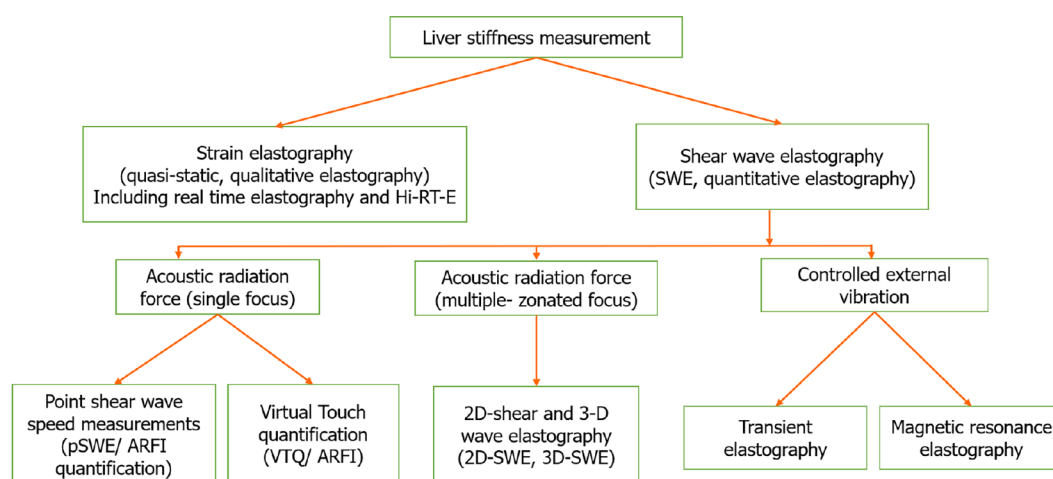 Liver stiffness measurement
Strain elastography
(quasi-static, qualitative elastography)
Including real time elastography and Hi-RT-E
Shear wave elastography
(SWE, quantitative elastography)
Acoustic radiation
force (single focus)
Acoustic radiation force
(multiple- zonated focus)
Controlled external
vibration
Point shear wave
speed measurements
(pSWE/ ARFI
quantification)
Virtual Touch
quantification
(VTQ/ ARFI)
2D-shear and 3-D
wave elastography
(2D-SWE, 3D-SWE)
Transient
elastography
Magnetic resonance
elastography